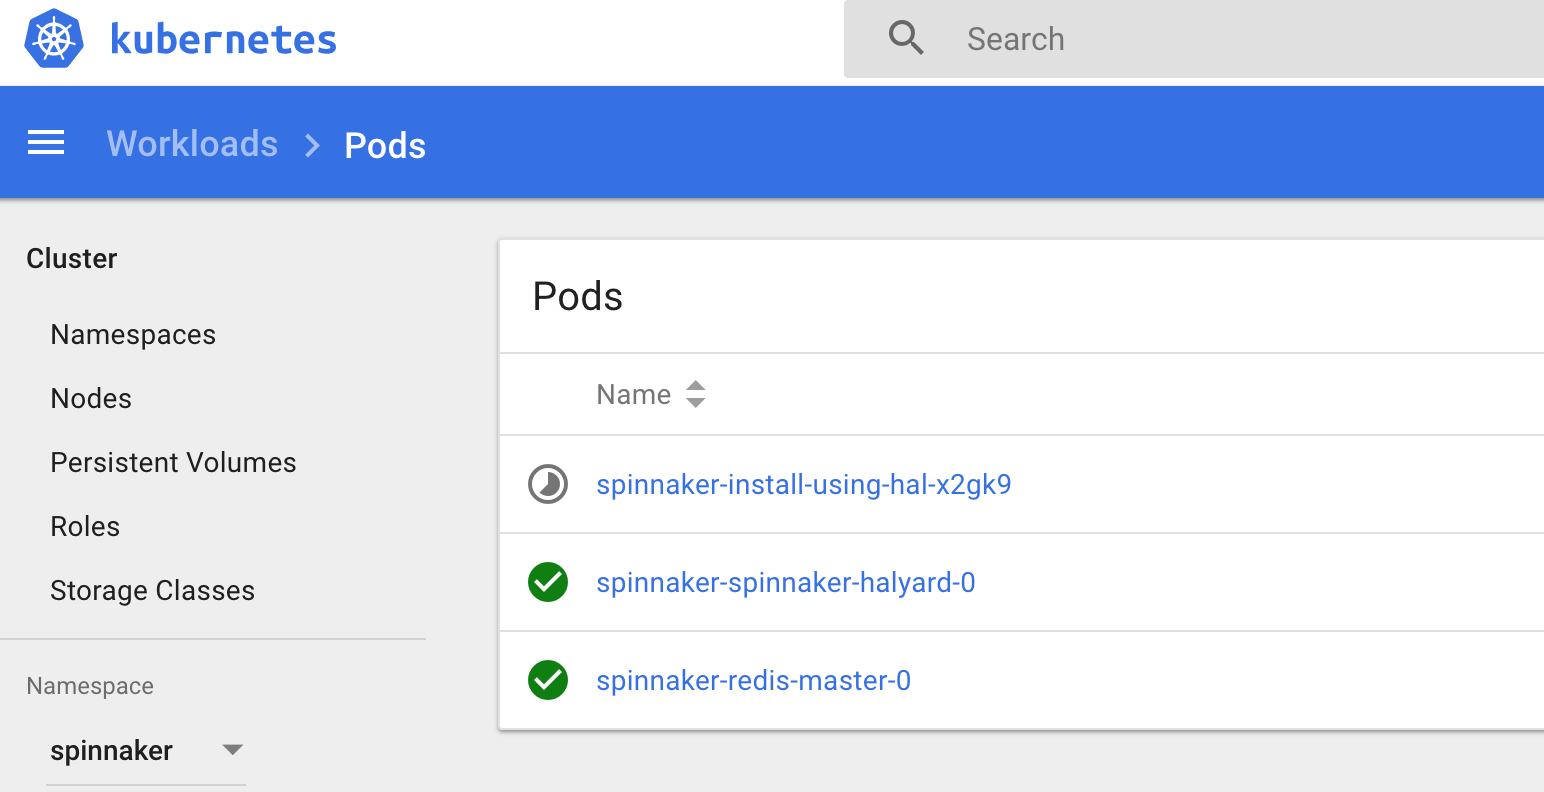 kubernetes
Search
Workloads > Pods
Cluster
Namespaces
Nodes
Persistent Volumes
Roles
Storage Classes
Namespace
spinnaker
Pods
Name
spinnaker-install-using-hal-x2gk9
spinnaker-spinnaker-halyard-0
spinnaker-redis-master-0